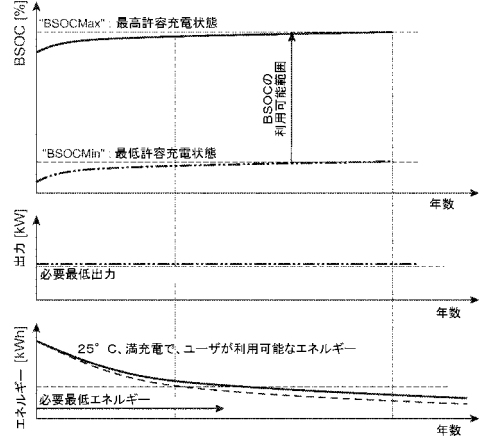 BSOC [%]
"BSOCMax" : 最高許容充電状態
BSOCの
利用可能範囲
"BSOCMin" : 最低許容充電状態
年数
出力 [kW]
必要最低出力
年数
エネルギー [kWh]
25°C、満充電で、ユーザが利用可能なエネルギー
必要最低エネルギー
年数